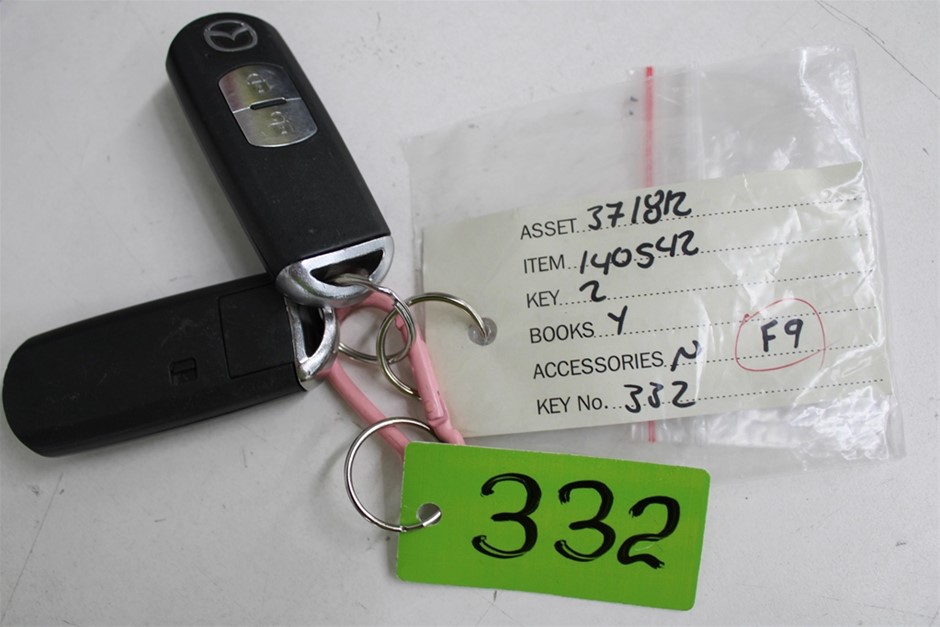 ASSET 371812
ITEM 140542
KEY 2
BOOKS Y
ACCESSORIES N
KEY No. 332
F9
332